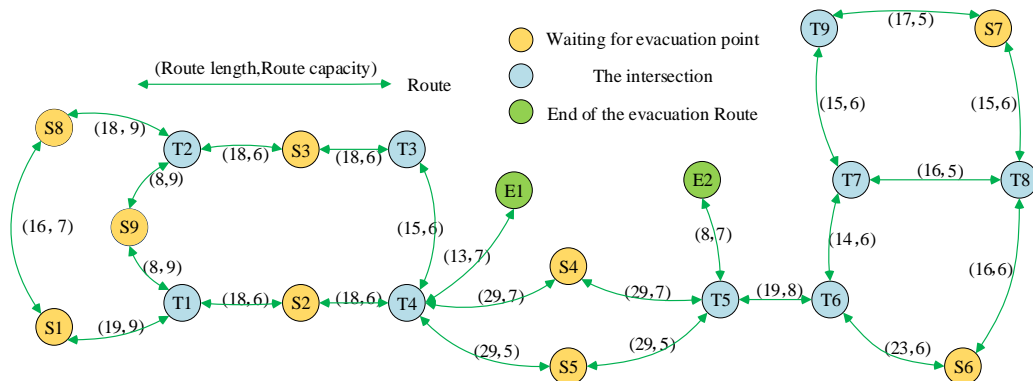 (17,5)
T9
S7
Waiting for evacuation point
(Route length,Route capacity)
The intersection
Route
End of the evacuation Route
(15,6)
(15,6)
S8
(18, 9)
T2
(18,6)
S3
(18,6)
T3
(8,9)
E1
E2
T7
(16,5)
T8
(16, 7)
S9
(15,6)
(13,7)
S4
(8,7)
(14,6)
(8,9)
(16,6)
T1
(18,6)
S2
(18,6)
T4
(29,7)
(29,7)
T5
(19,8)
T6
S1
(19,9)
(29,5)
(29,5)
(23,6)
S5
S6